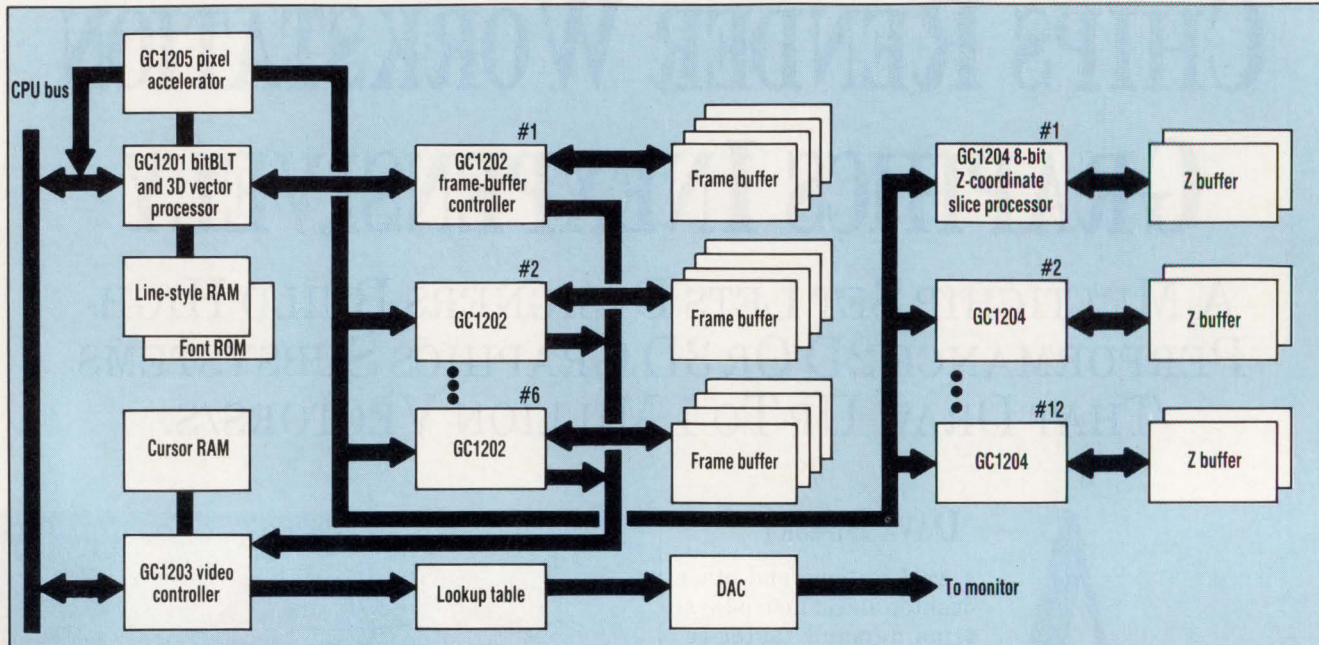 CPU bus
GC1205 pixel
accelerator
GC1201 bitBLT
and 3D vector
processor
Line-style RAM
Font ROM
Cursor RAM
GC1203 video
controller
#1
GC1202
frame-buffer
controller
#2
GC1202
#6
GC1202
Frame buffer
Frame buffer
Frame buffer
Lookup table
DAC
To monitor
#1
GC1204 8-bit
Z-coordinate
slice processor
#2
GC1204
#12
GC1204
Z buffer
Z buffer
Z buffer